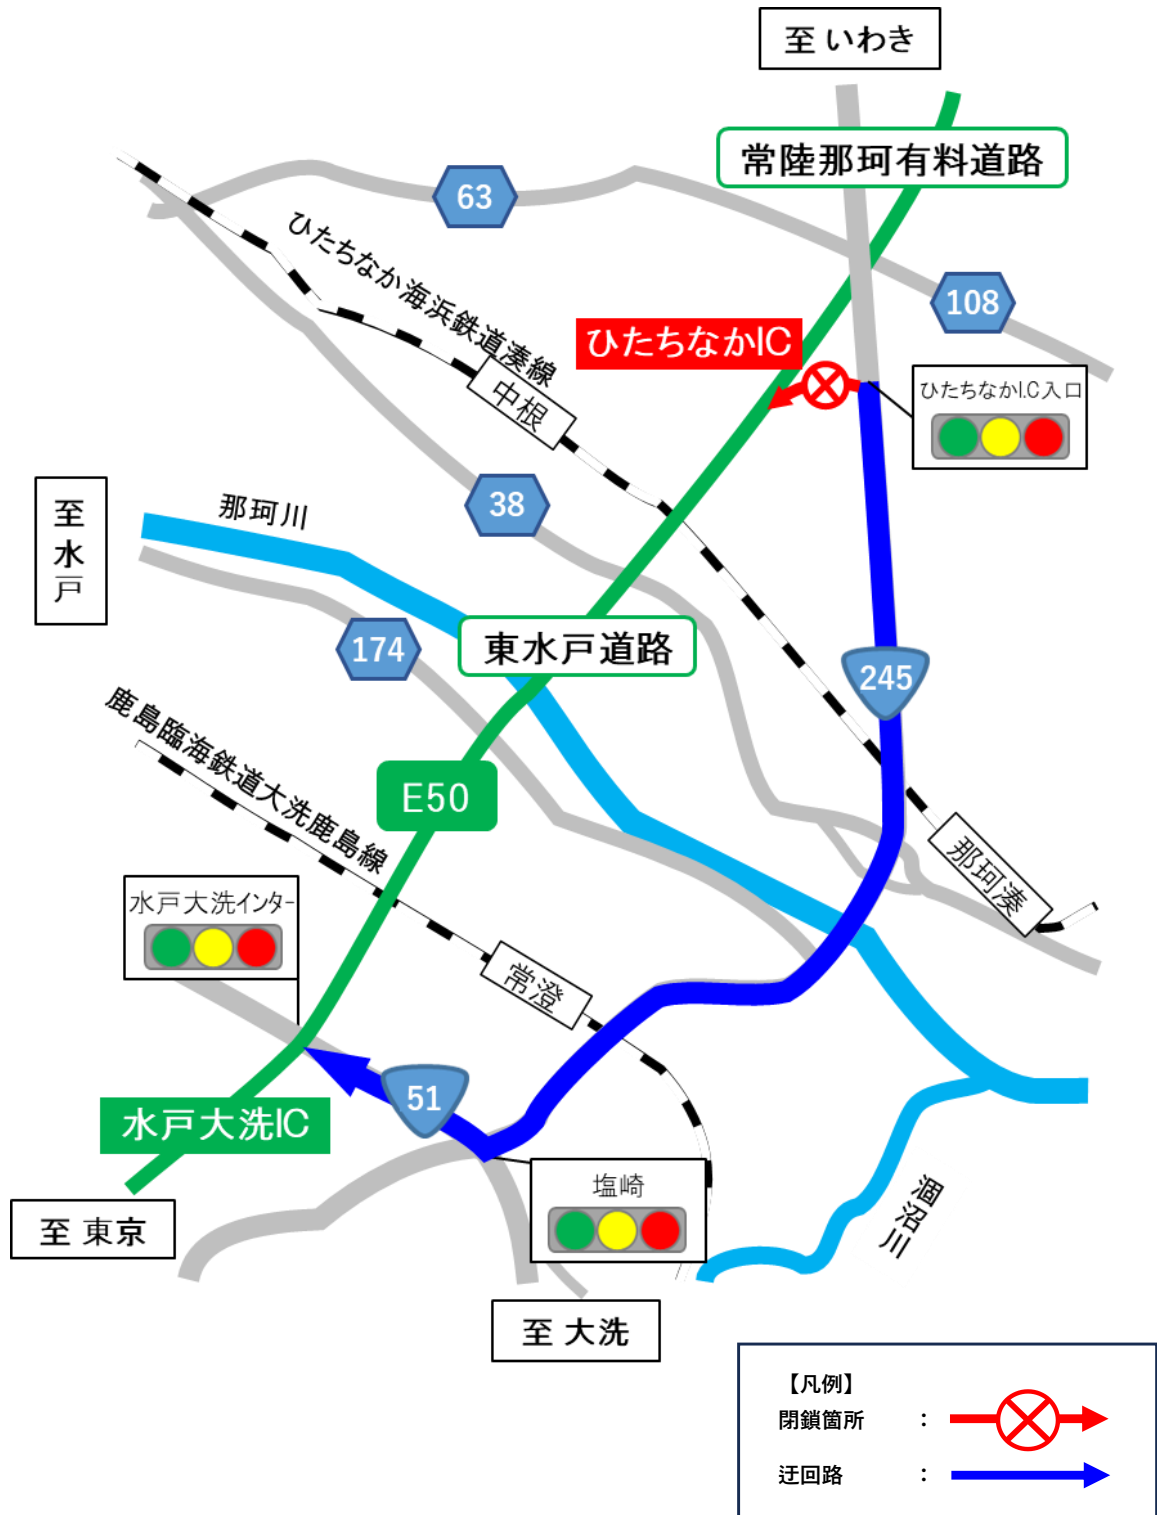 至 いわき
常陸那珂有料道路
63
ひたちなか海浜鉄道湊線
108
ひたちなかIC
中根
ひたちなかI.C入口
38
至水戸
那珂川
東水戸道路
174
245
鹿島臨海鉄道大洗鹿島線
E50
那珂湊
水戸大洗インター
常澄
51
水戸大洗IC
塩崎
涸沼川
至 東京
至 大洗
【凡例】
閉鎖箇所 :
迂回路 :